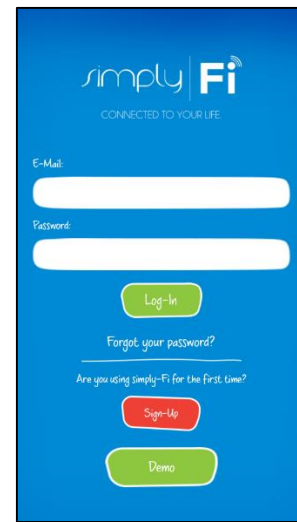 simply Fi
CONNECTED TO YOUR LIFE
E-Mail:
Password:
Log-In
Forgot your password?
Are you using simply-Fi for the first time?
Sign-Up
Demo